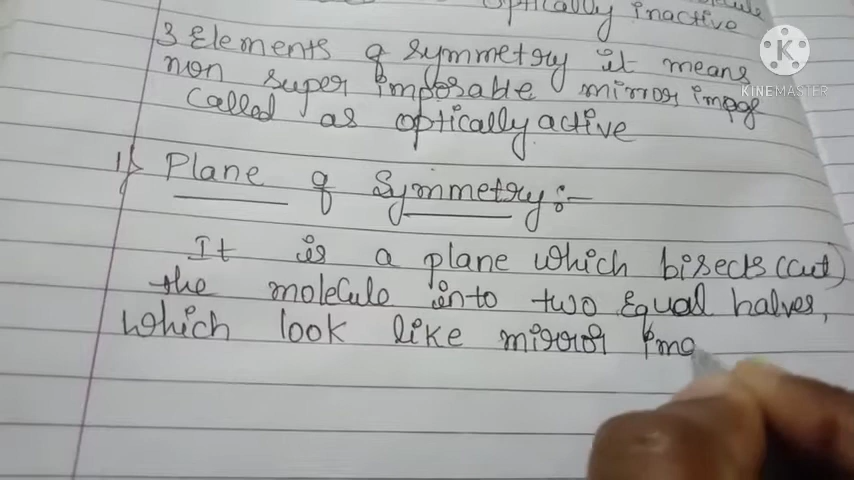 Optically inactive
3 Elements of symmetry it means
non super imposable mirror image
called as optically active
1) Plane of Symmetry:-
It is a plane which bisects (cut)
the molecule into two equal halves,
which look like mirror ima
K
KINEMASTER